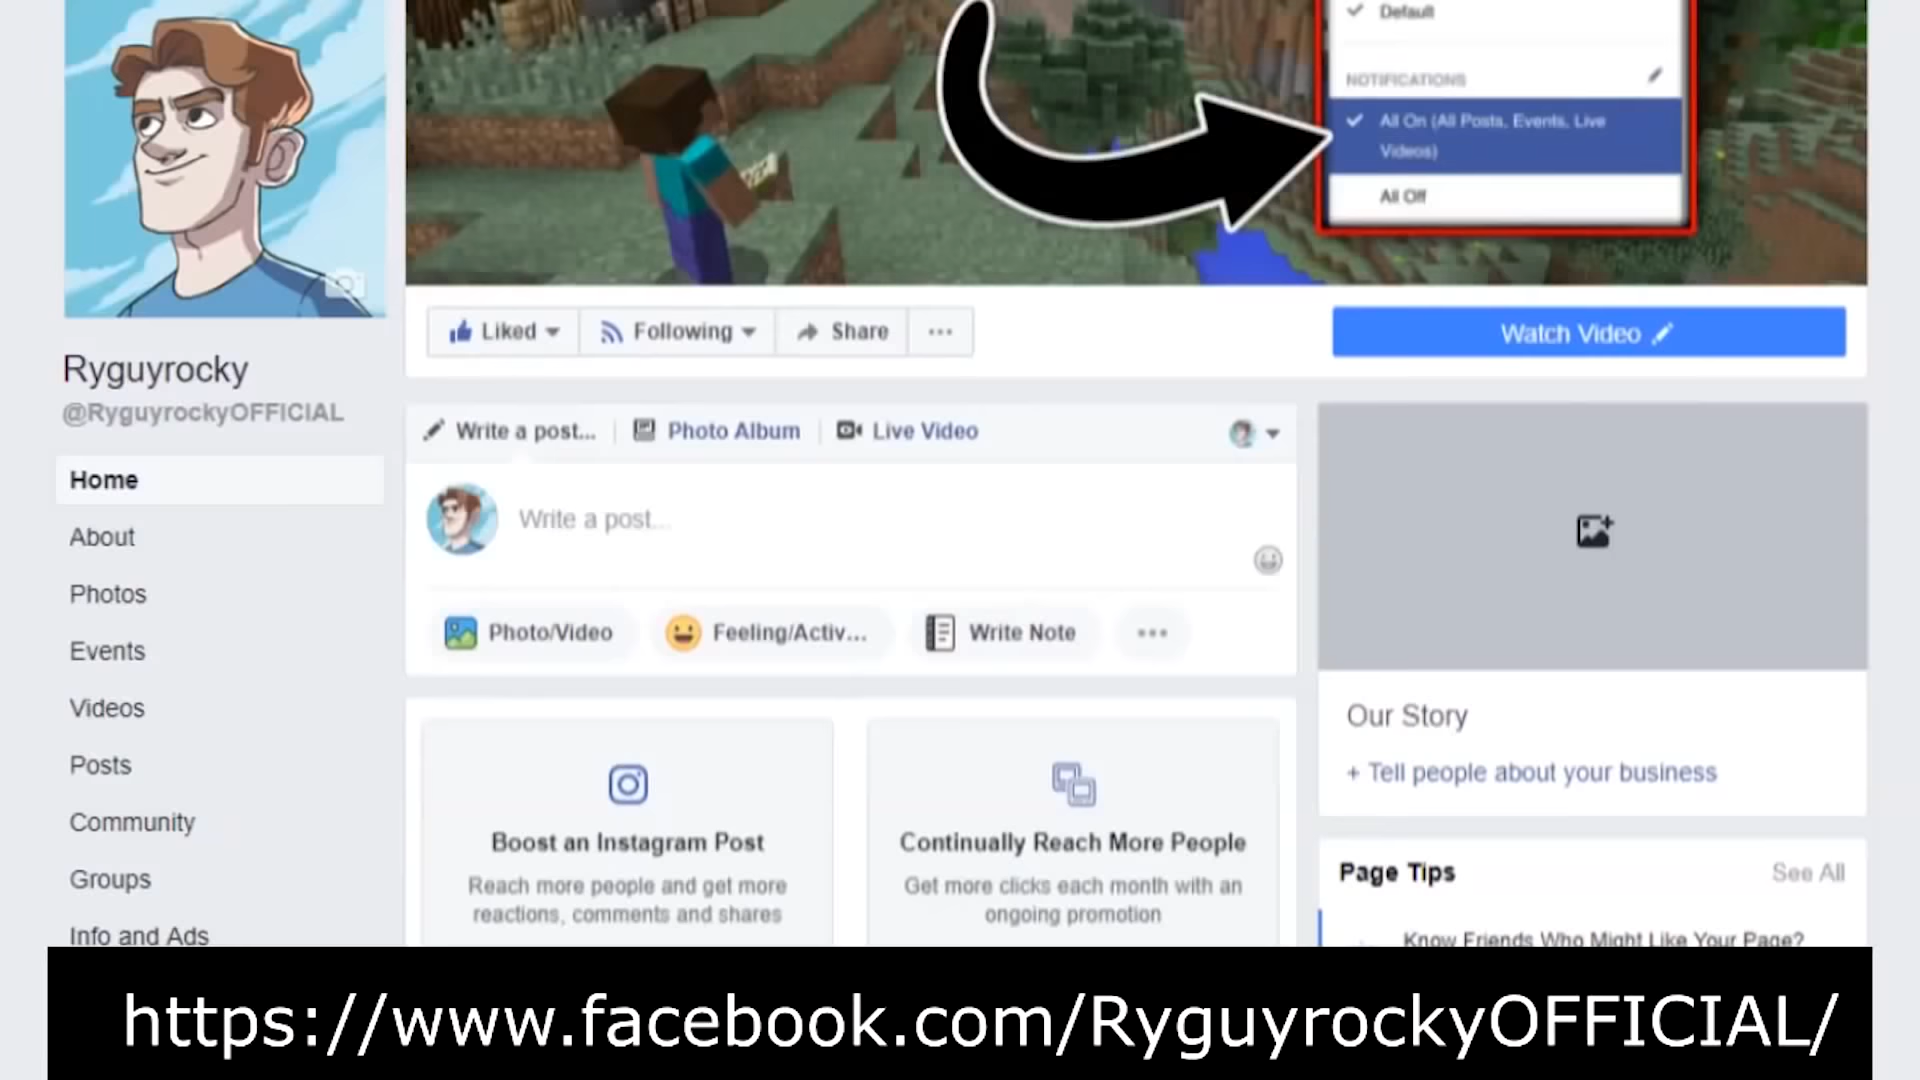 Default
NOTIFICATIONS
All On (All Posts, Events, Live
Videos)
All Off
Liked
Following
Share
Watch Video
Ryguyrocky
@RyguyrockyOFFICIAL
Home
About
Photos
Events
Videos
Posts
Community
Groups
Info and Ads
Write a post...
Photo Album
Live Video
Write a post...
Photo/Video
Feeling/Activ...
Write Note
Boost an Instagram Post
Reach more people and get more
reactions, comments and shares
Continually Reach More People
Get more clicks each month with an
ongoing promotion
Our Story
+ Tell people about your business
Page Tips
See All
Know Friends Who Might Like Your Page?
https://www.facebook.com/RyguyrockyOFFICIAL/